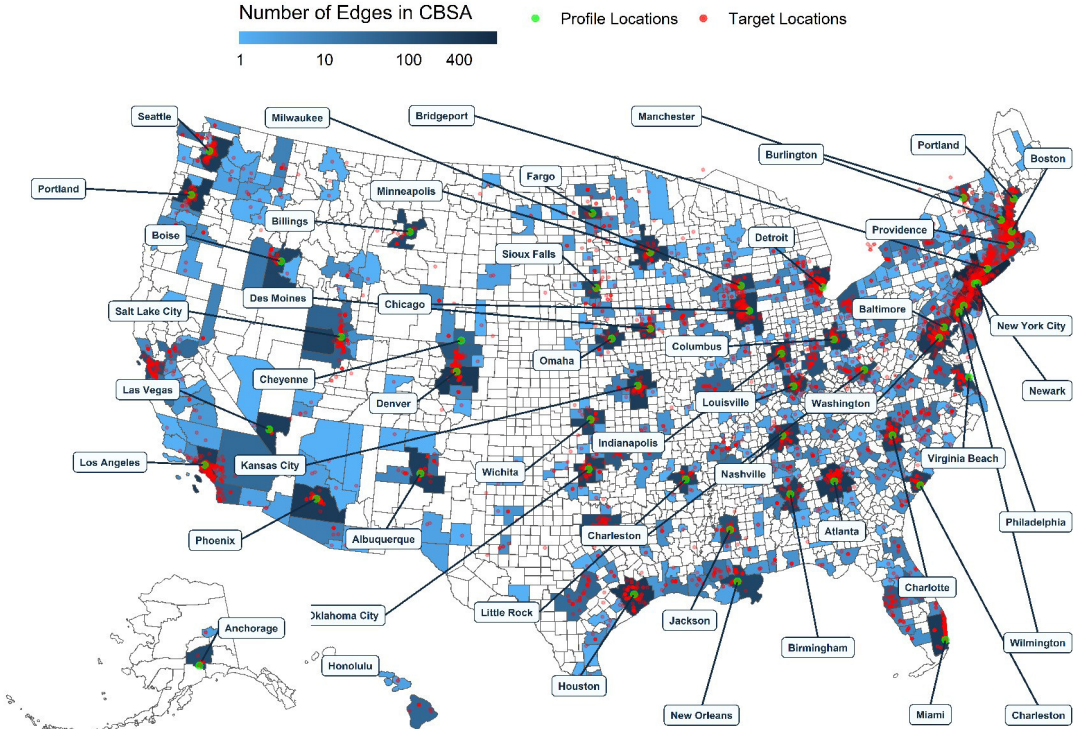 Number of Edges in CBSA
Profile Locations
Target Locations
1 10 100 400
Seattle
Milwaukee
Bridgeport
Manchester
Burlington
Portland
Boston
Portland
Minneapolis
Fargo
Billings
Boise
Providence
Detroit
Sioux Falls
Des Moines
Chicago
Salt Lake City
Baltimore
New York City
Omaha
Columbus
Cheyenne
Las Vegas
Denver
Louisville
Washington
Newark
Indianapolis
Los Angeles
Kansas City
Wichita
Nashville
Virginia Beach
Philadelphia
Phoenix
Albuquerque
Charleston
Atlanta
Charlotte
Oklahoma City
Little Rock
Jackson
Anchorage
Birmingham
Wilmington
Honolulu
Houston
New Orleans
Miami
Charleston